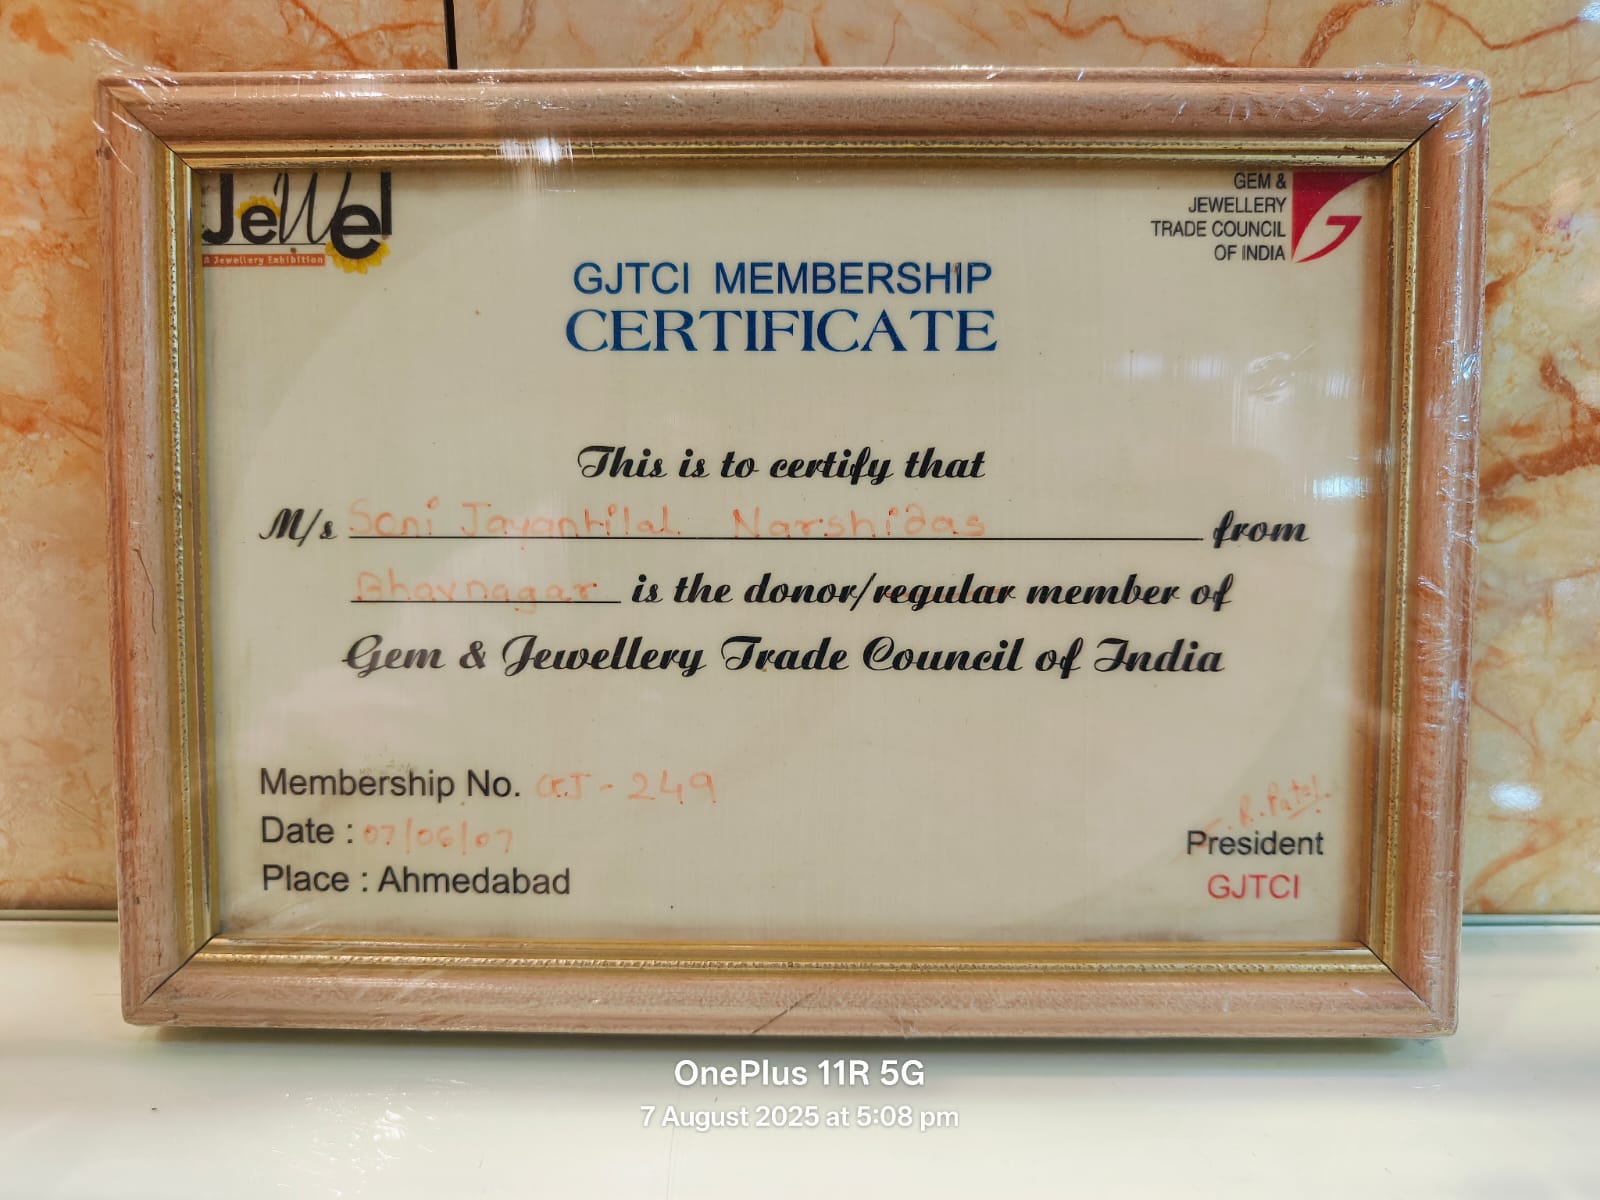 JeWel
A Jewellery Exhibition
GEM &
JEWELLERY
TRADE COUNCIL
OF INDIA
GJTCI MEMBERSHIP
CERTIFICATE
This is to certify that
M/s Soni Jayantilal Narshidas from
Bhavnagar is the donor/regular member of
Gem & Jewellery Trade Council of India
Membership No. GJ-249
Date : 07/06/07
Place : Ahmedabad
R. Patel.
President
GJTCI
OnePlus 11R 5G
7 August 2025 at 5:08 pm